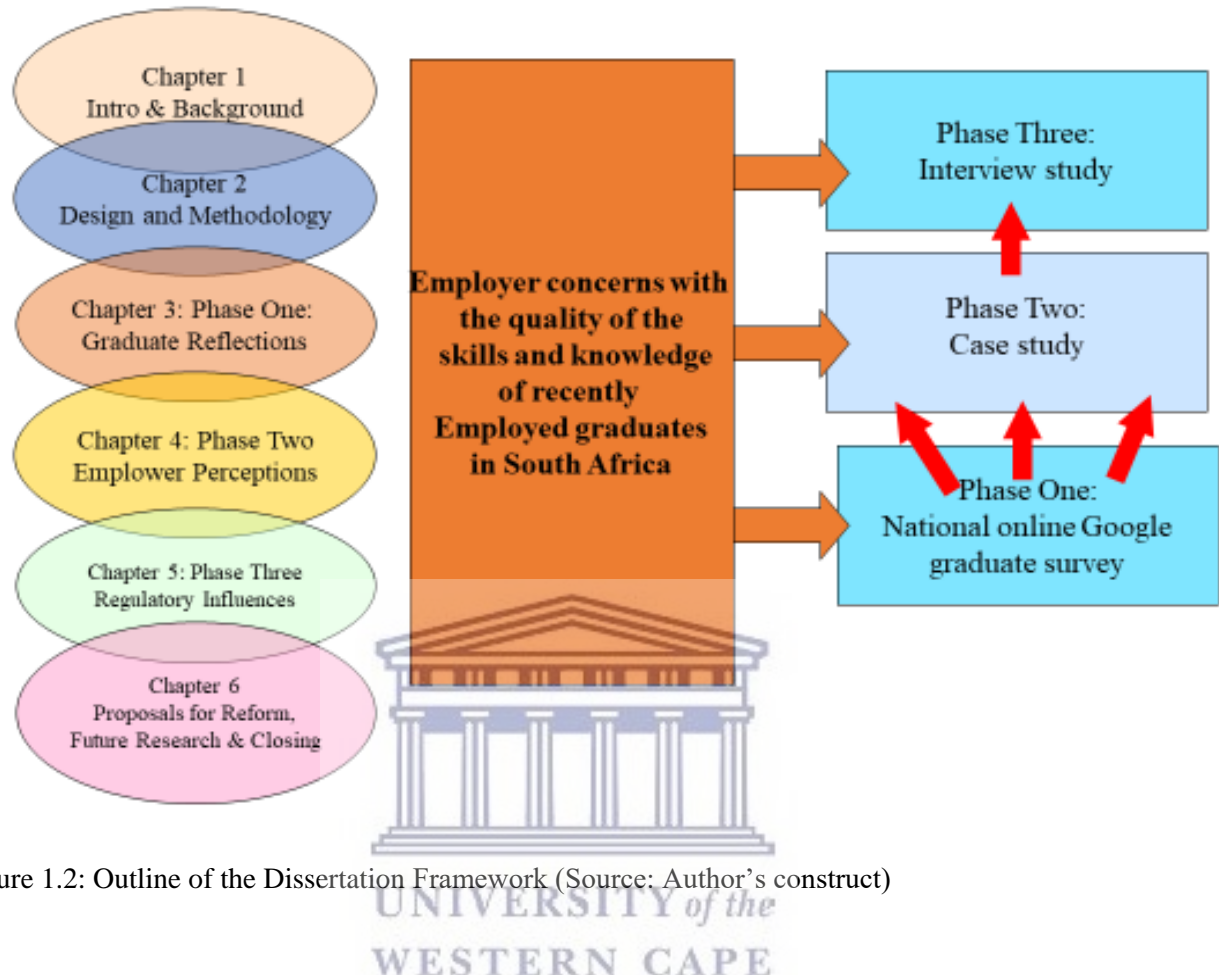 Chapter 1
Intro & Background
Chapter 2
Design and Methodology
Chapter 3: Phase One:
Graduate Reflections
Chapter 4: Phase Two
Emplower Perceptions
Chapter 5: Phase Three
Regulatory Influences
Chapter 6
Proposals for Reform,
Future Research & Closing
Employer concerns with
the quality of the
skills and knowledge
of recently
Employed graduates
in South Africa
Phase Three:
Interview study
Phase Two:
Case study
Phase One:
National online Google
graduate survey
ure 1.2: Outline of the Dissertation Framework (Source: Author’s construct)
UNIVERSITY of the
WESTERN CAPE